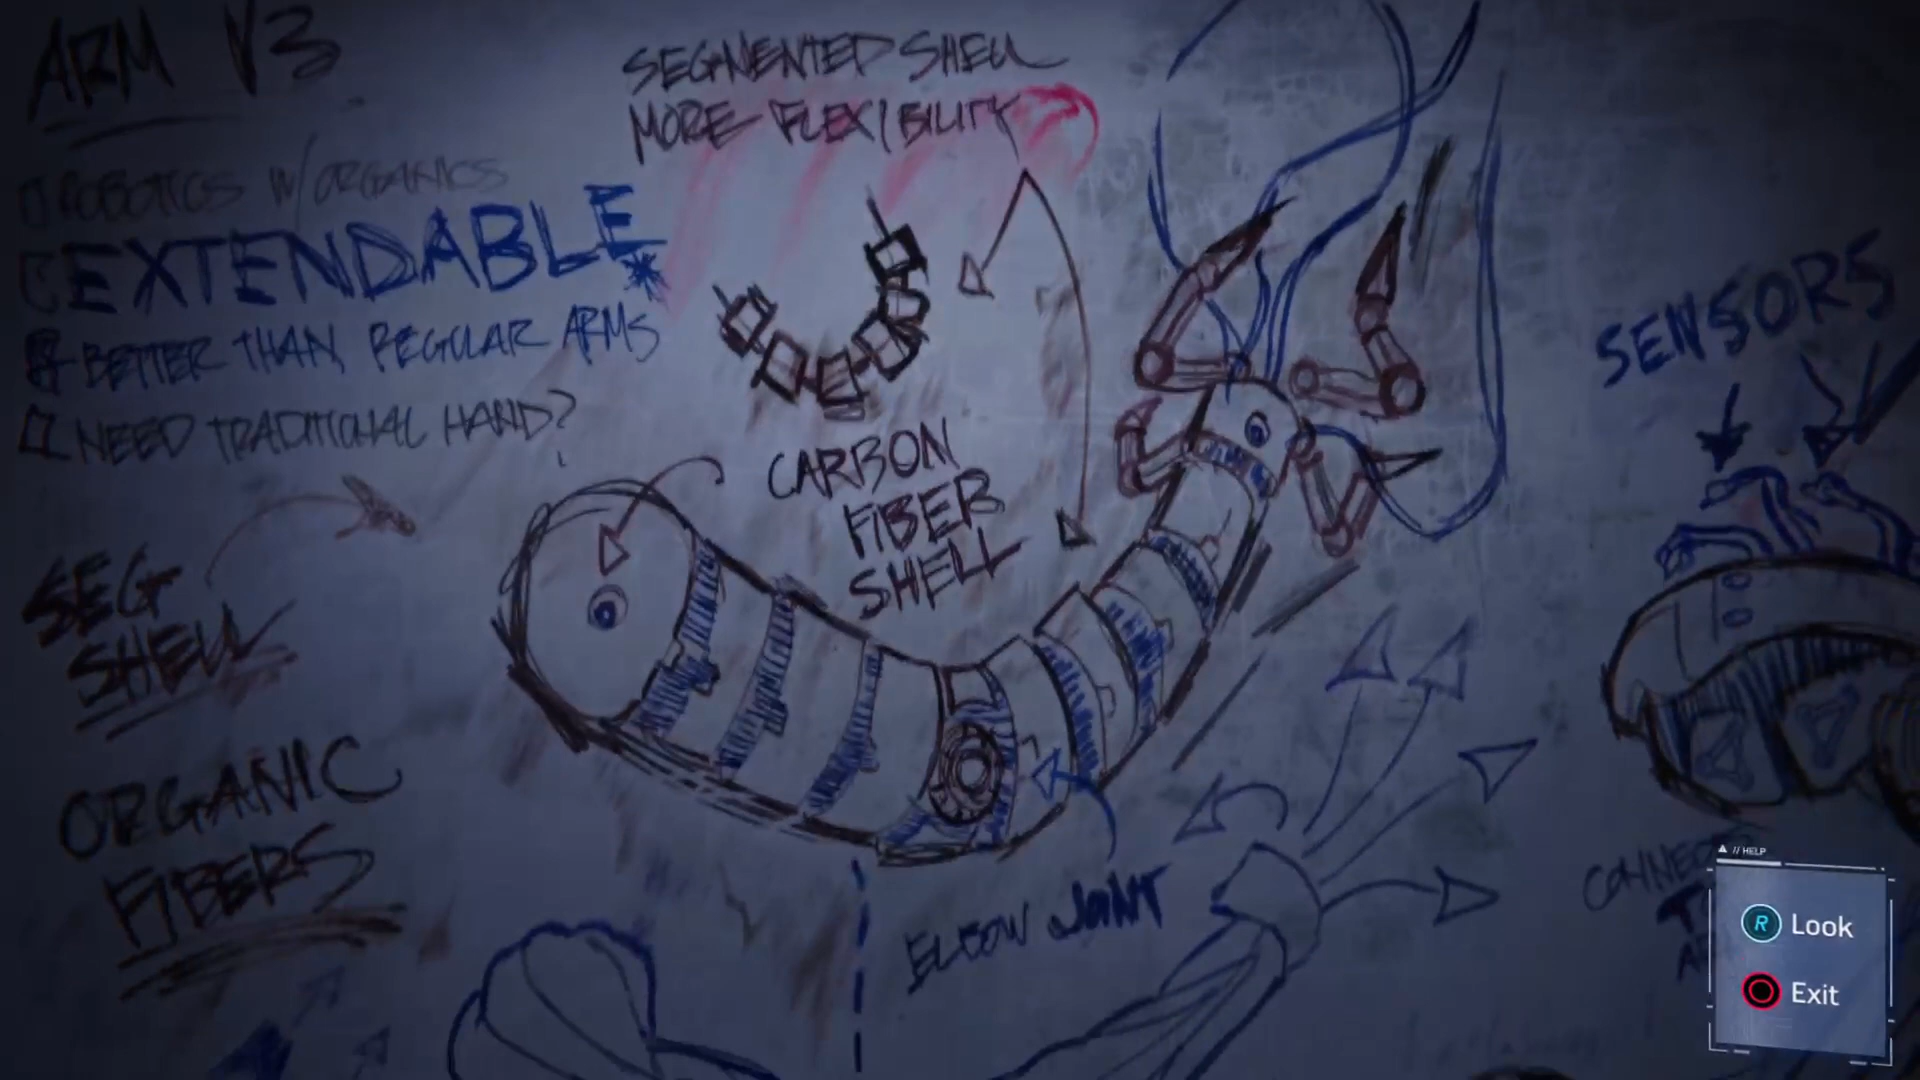 ARM V3
ROBOTICS W/ORGANICS
EXTENDABLE*
BETTER THAN REGULAR ARMS
NEED TRADITIONAL HAND?
SEGMENTED SHELL
MORE FLEXIBILITY
CARBON
FIBER
SHELL
SENSORS
SEG
SHELL
ORGANIC
FIBERS
ELBOW JOINT
// HELP
R Look
Exit